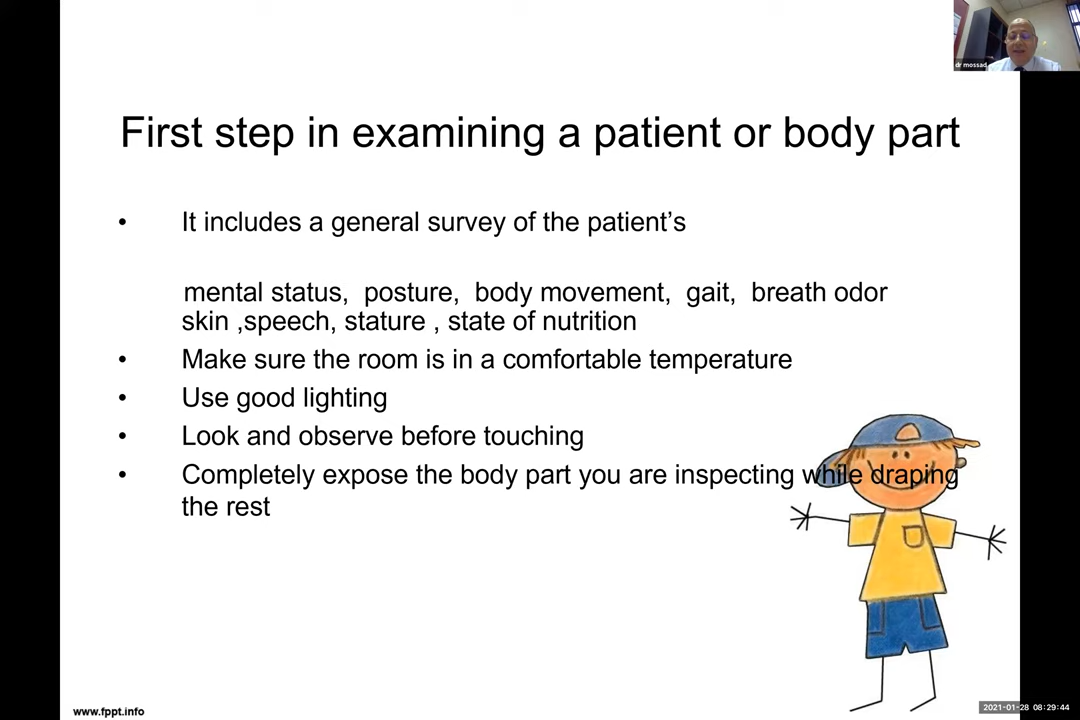 dr mossad
First step in examining a patient or body part
• It includes a general survey of the patient's
mental status, posture, body movement, gait, breath odor
skin ,speech, stature , state of nutrition
• Make sure the room is in a comfortable temperature
• Use good lighting
• Look and observe before touching
• Completely expose the body part you are inspecting while draping
the rest
www.fppt.info
2021-01-28 08:29:44